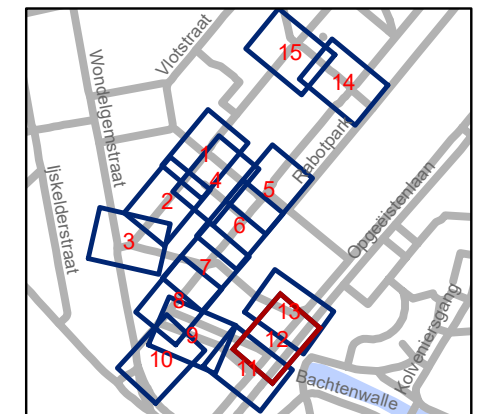 Vlotstraat
15
14
Wondelgemstraat
Rabotpark
1
4
5
Ijskelderstraat
2
6
3
Opgeëistenlaan
7
8
13
Kolveniersgang
9
12
10
11
Bachtenwalle